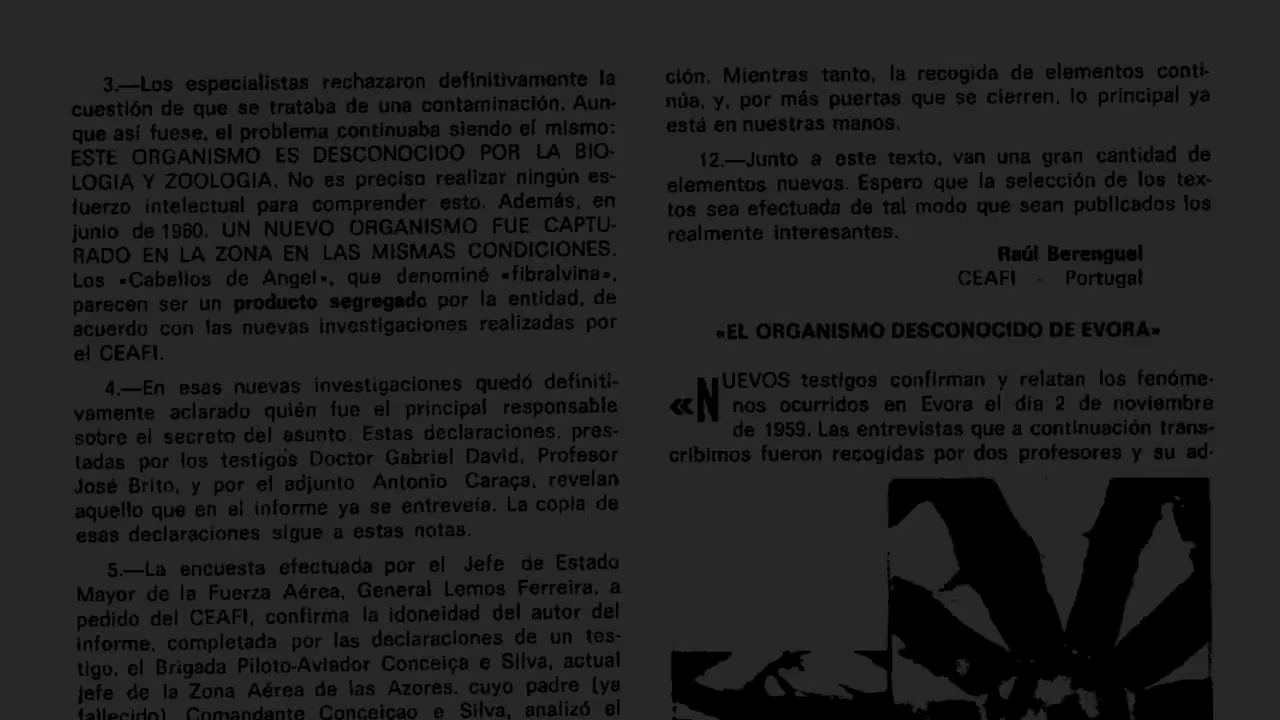 3.—Los especialistas rechazaron definitivamente la
cuestión de que se trataba de una contaminación. Aun-
que así fuese, el problema continuaba siendo el mismo:
ESTE ORGANISMO ES DESCONOCIDO POR LA BIO-
LOGIA Y ZOOLOGIA. No es preciso realizar ningún es-
fuerzo intelectual para comprender esto. Además, en
junio de 1960. UN NUEVO ORGANISMO FUE CAPTU-
RADO EN LA ZONA EN LAS MISMAS CONDICIONES.
Los «Cabellos de Angel», que denominé «fibralvina»,
parecen ser un producto segregado por la entidad, de
acuerdo con las nuevas investigaciones realizadas por
el CEAFI.
4.—En esas nuevas investigaciones quedó definiti-
vamente aclarado quién fue el principal responsable
sobre el secreto del asunto. Estas declaraciones, pres-
tadas por los testigos Doctor Gabriel David, Profesor
José Brito, y por el adjunto Antonio Caraça, revelan
aquello que en el informe ya se entreveía. La copia de
esas declaraciones sigue a estas notas.
5.—La encuesta efectuada por el Jefe de Estado
Mayor de la Fuerza Aérea, General Lemos Ferreira, a
pedido del CEAFI, confirma la idoneidad del autor del
informe, completada por las declaraciones de un tes-
tigo, el Brigada Piloto-Aviador Conceiça e Silva, actual
jefe de la Zona Aérea de las Azores, cuyo padre (ya
fallecido), Comandante Conceiçao e Silva, analizó el
ción. Mientras tanto, la recogida de elementos conti-
núa, y, por más puertas que se cierren, lo principal ya
está en nuestras manos.
12.—Junto a este texto, van una gran cantidad de
elementos nuevos. Espero que la selección de los tex-
tos sea efectuada de tal modo que sean publicados los
realmente interesantes.
Raúl Berenguel
CEAFI - Portugal
«EL ORGANISMO DESCONOCIDO DE EVORA»
«NUEVOS testigos confirman y relatan los fenóme-
nos ocurridos en Evora el día 2 de noviembre
de 1959. Las entrevistas que a continuación trans-
cribimos fueron recogidas por dos profesores y su ad-